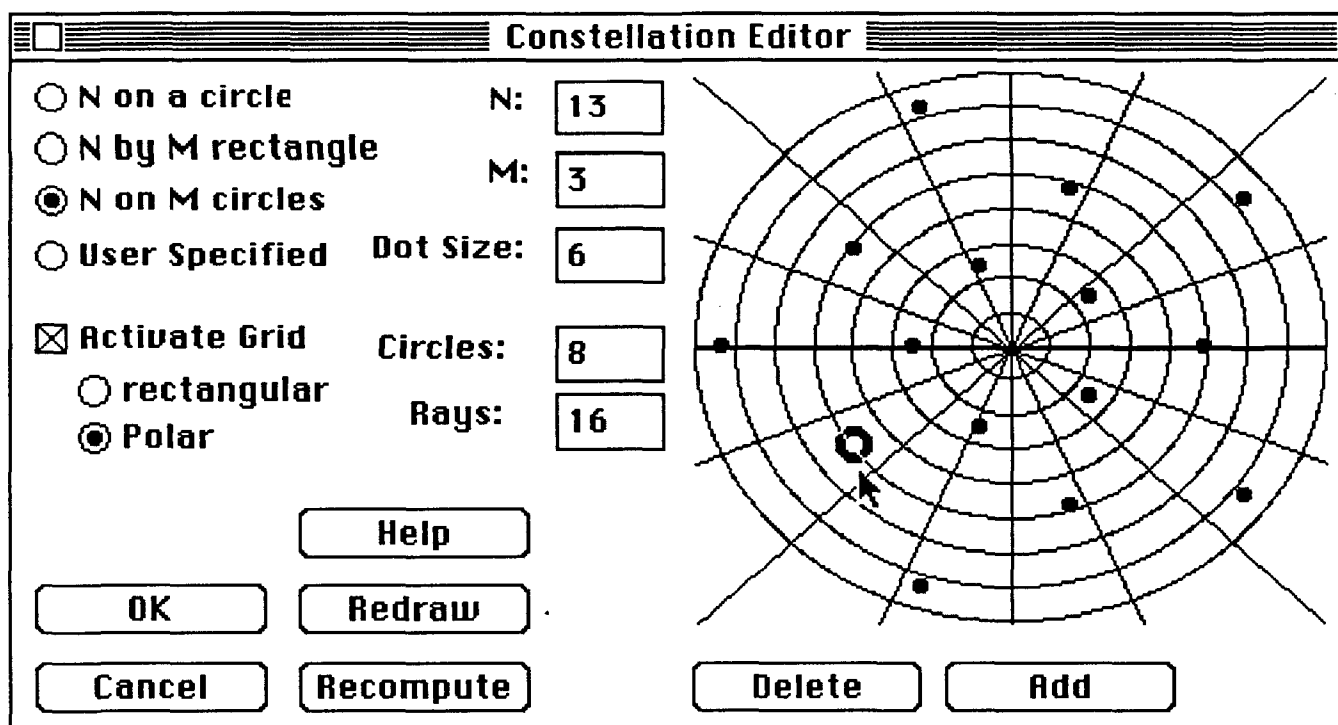 Constellation Editor
N on a circle
N: 13
N by M rectangle
M: 3
N on M circles
User Specified
Dot Size: 6
Activate Grid
Circles: 8
rectangular
Rays: 16
Polar
Help
OK
Redraw
Cancel
Recompute
Delete
Add